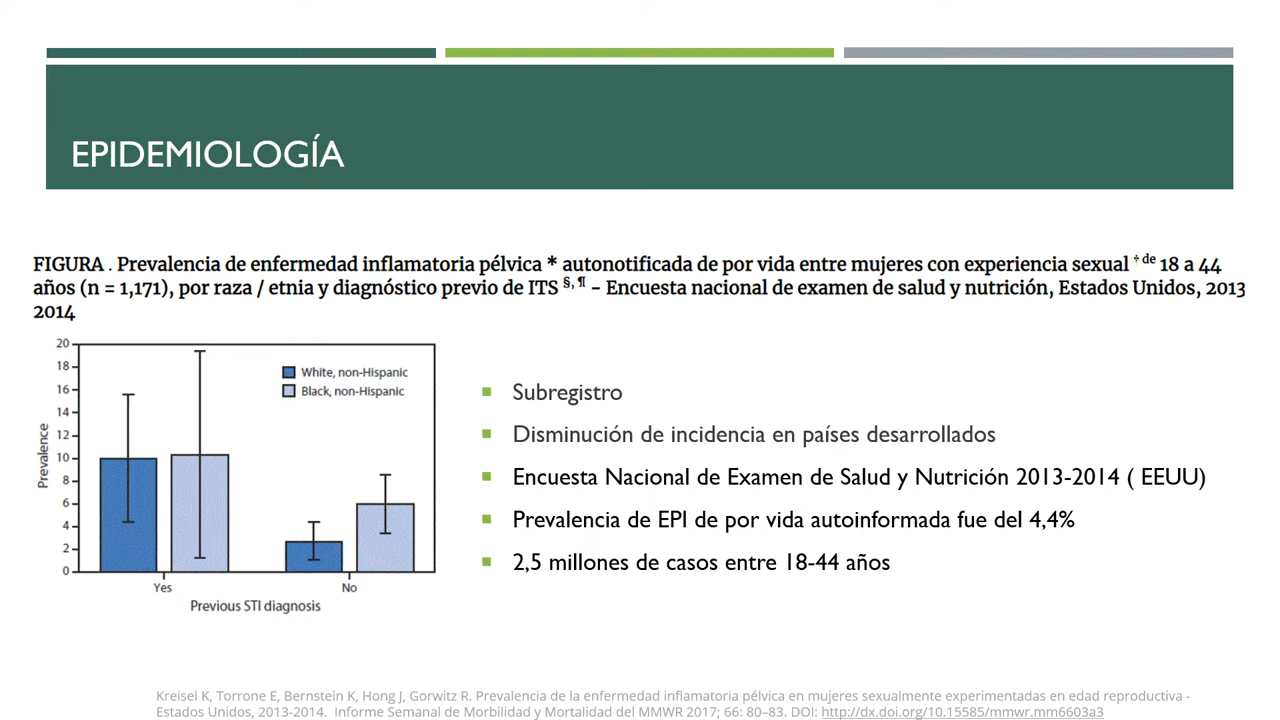 EPIDEMIOLOGÍA
FIGURA . Prevalencia de enfermedad inflamatoria pélvica * autonotificada de por vida entre mujeres con experiencia sexual † de 18 a 44
años (n = 1,171), por raza / etnia y diagnóstico previo de ITS §, ¶ - Encuesta nacional de examen de salud y nutrición, Estados Unidos, 2013
2014
20
18
16
14
12
10
8
6
4
2
0
Prevalence
White, non-Hispanic
Black, non-Hispanic
Yes
No
Previous STI diagnosis
Subregistro
Disminución de incidencia en países desarrollados
Encuesta Nacional de Examen de Salud y Nutrición 2013-2014 ( EEUU)
Prevalencia de EPI de por vida autoinformada fue del 4,4%
2,5 millones de casos entre 18-44 años
Kreisel K, Torrone E, Bernstein K, Hong J, Gorwitz R. Prevalencia de la enfermedad inflamatoria pélvica en mujeres sexualmente experimentadas en edad reproductiva -
Estados Unidos, 2013-2014. Informe Semanal de Morbilidad y Mortalidad del MMWR 2017; 66: 80–83. DOI: http://dx.doi.org/10.15585/mmwr.mm6603a3